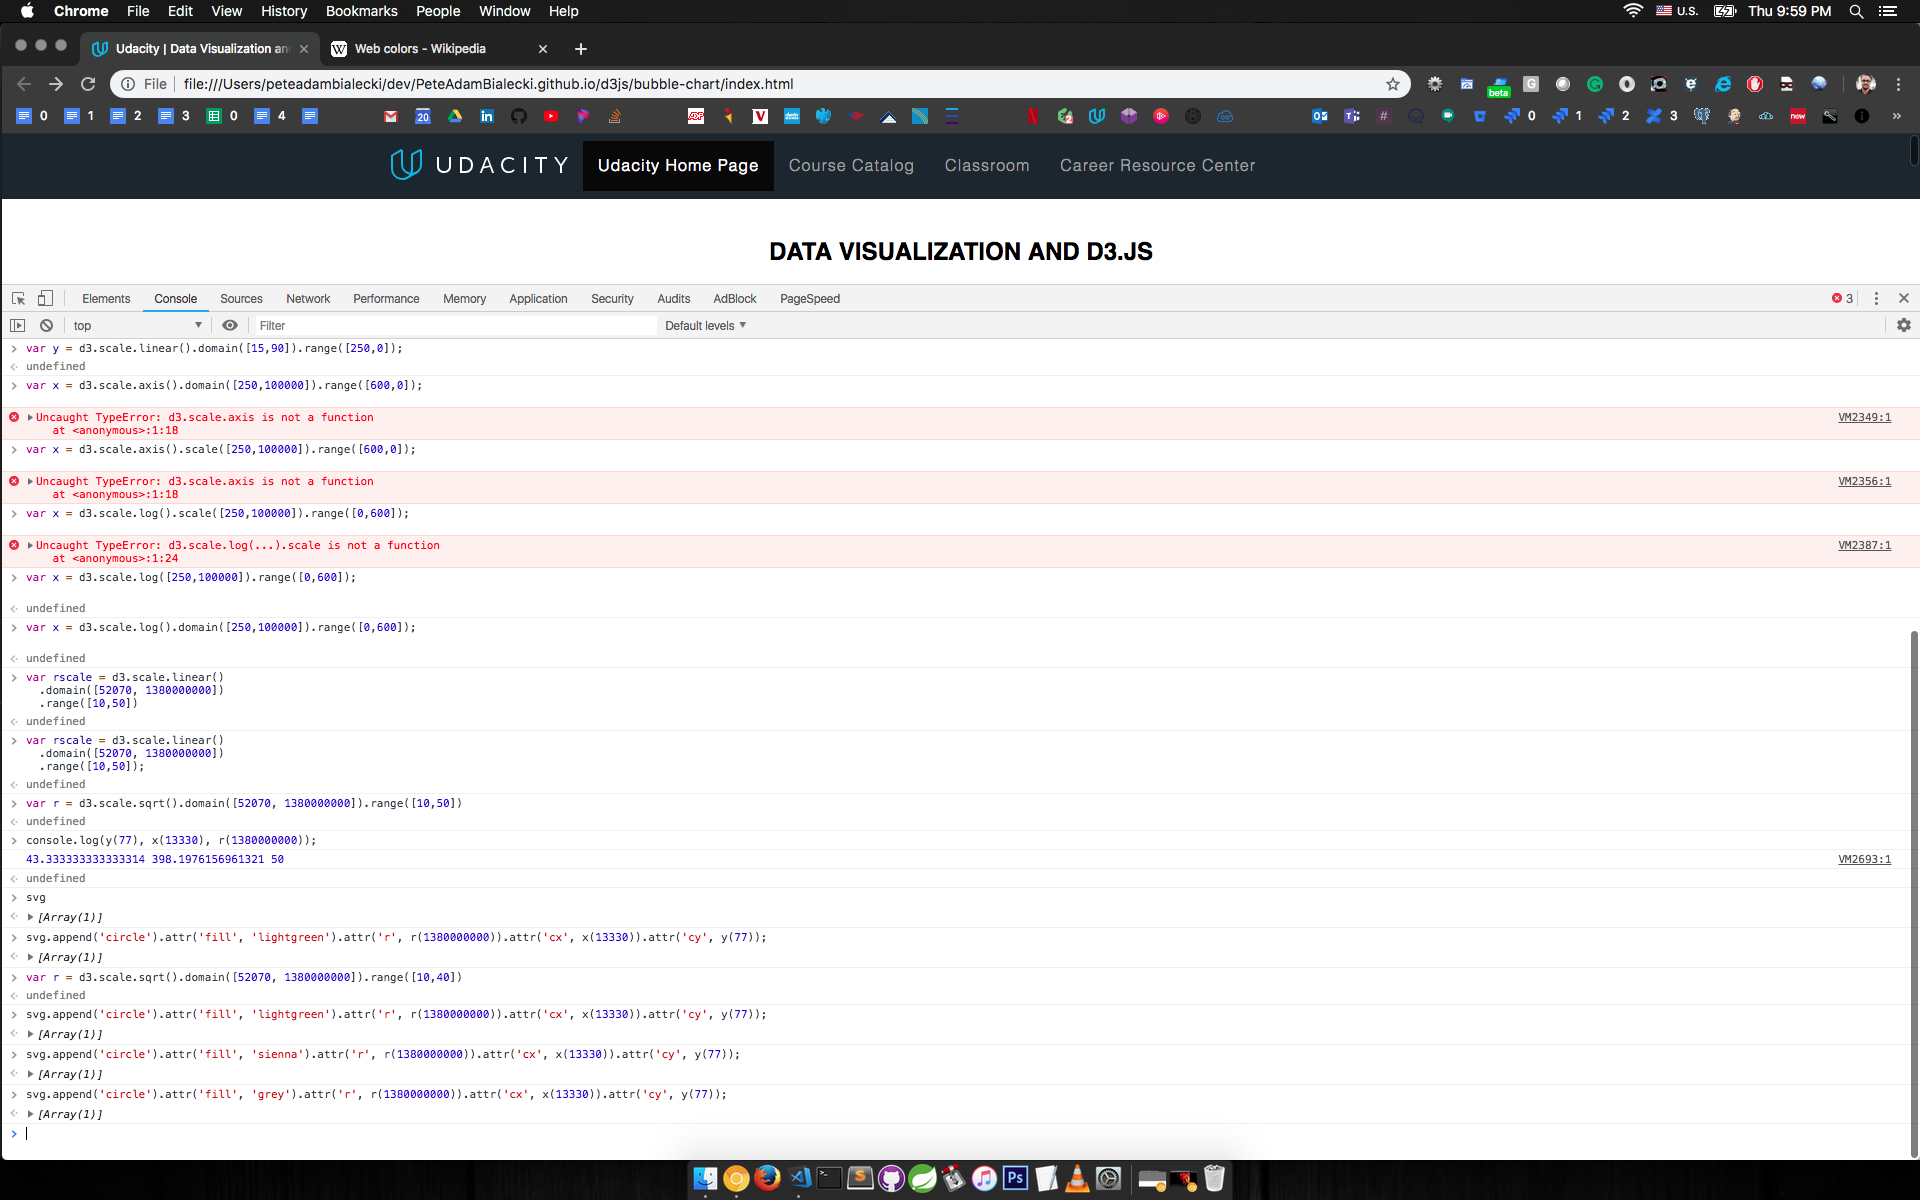 Chrome File Edit View History Bookmarks People Window Help U.S. Thu 9:59 PM
Udacity | Data Visualization an Web colors - Wikipedia
File file:///Users/peteadambialecki/dev/PeteAdamBialecki.github.io/d3js/bubble-chart/index.html beta
0 1 2 3 0 4 20 0 1 2 3 now
UDACITY Udacity Home Page Course Catalog Classroom Career Resource Center
DATA VISUALIZATION AND D3.JS
Elements Console Sources Network Performance Memory Application Security Audits AdBlock PageSpeed 3
top Filter Default levels
var y = d3.scale.linear().domain([15,90]).range([250,0]);
undefined
var x = d3.scale.axis().domain([250,100000]).range([600,0]);
Uncaught TypeError: d3.scale.axis is not a function VM2349:1
at <anonymous>:1:18
var x = d3.scale.axis().scale([250,100000]).range([600,0]);
Uncaught TypeError: d3.scale.axis is not a function VM2356:1
at <anonymous>:1:18
var x = d3.scale.log().scale([250,100000]).range([0,600]);
Uncaught TypeError: d3.scale.log(...).scale is not a function VM2387:1
at <anonymous>:1:24
var x = d3.scale.log([250,100000]).range([0,600]);
undefined
var x = d3.scale.log().domain([250,100000]).range([0,600]);
undefined
var rscale = d3.scale.linear()
.domain([52070, 1380000000])
.range([10,50])
undefined
var rscale = d3.scale.linear()
.domain([52070, 1380000000])
.range([10,50]);
undefined
var r = d3.scale.sqrt().domain([52070, 1380000000]).range([10,50])
undefined
console.log(y(77), x(13330), r(1380000000));
43.333333333333314 398.1976156961321 50 VM2693:1
undefined
svg
[Array(1)]
svg.append('circle').attr('fill', 'lightgreen').attr('r', r(1380000000)).attr('cx', x(13330)).attr('cy', y(77));
[Array(1)]
var r = d3.scale.sqrt().domain([52070, 1380000000]).range([10,40])
undefined
svg.append('circle').attr('fill', 'lightgreen').attr('r', r(1380000000)).attr('cx', x(13330)).attr('cy', y(77));
[Array(1)]
svg.append('circle').attr('fill', 'sienna').attr('r', r(1380000000)).attr('cx', x(13330)).attr('cy', y(77));
[Array(1)]
svg.append('circle').attr('fill', 'grey').attr('r', r(1380000000)).attr('cx', x(13330)).attr('cy', y(77));
[Array(1)]
Ps